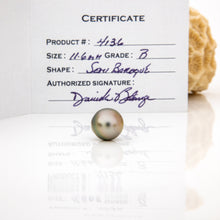 CERTIFICATE
PRODUCT #: 4136
SIZE: 11.6mm GRADE: B
SHAPE: SEMI BAROQUE
AUTHORIZED SIGNATURE: